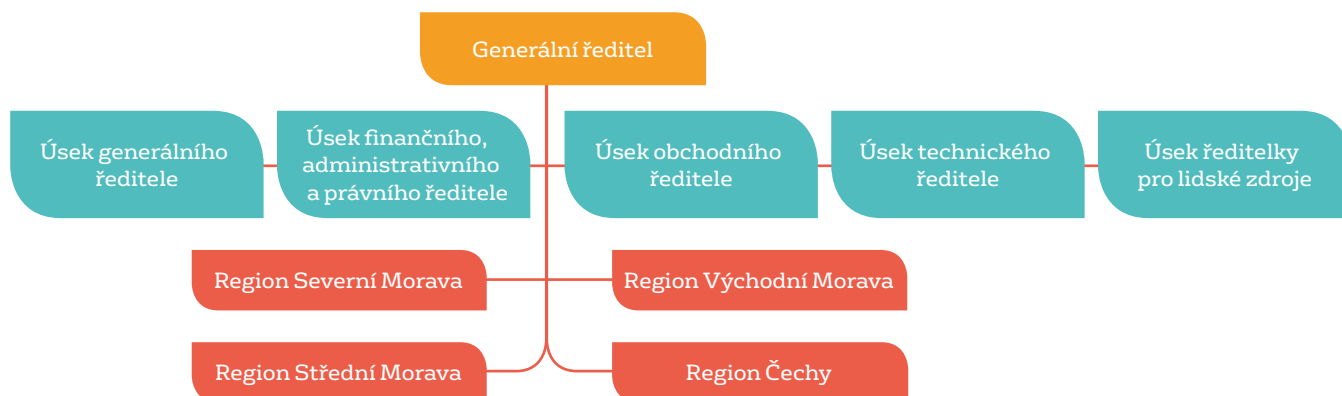 Generální ředitel
Úsek generálního
ředitele
Úsek finančního,
administrativního
a právního ředitele
Úsek obchodního
ředitele
Úsek technického
ředitele
Úsek ředitelky
pro lidské zdroje
Region Severní Morava
Region Východní Morava
Region Střední Morava
Region Čechy